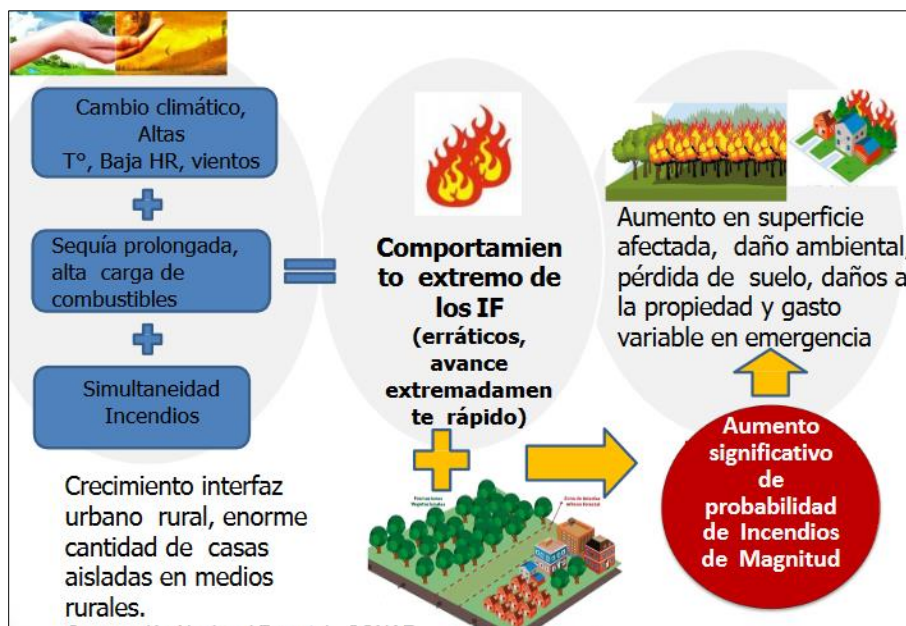 Cambio climático,
Altas
T°, Baja HR, vientos
Sequía prolongada,
alta carga de
combustibles
Simultaneidad
Incendios
Crecimiento interfaz
urbano rural, enorme
cantidad de casas
aisladas en medios
rurales.
Comportamien
to extremo de
los IF
(erráticos,
avance
extremadamen
te rápido)
Aumento en superficie
afectada, daño ambiental,
pérdida de suelo, daños a
la propiedad y gasto
variable en emergencia
Aumento
significativo
de
probabilidad
de Incendios
de Magnitud